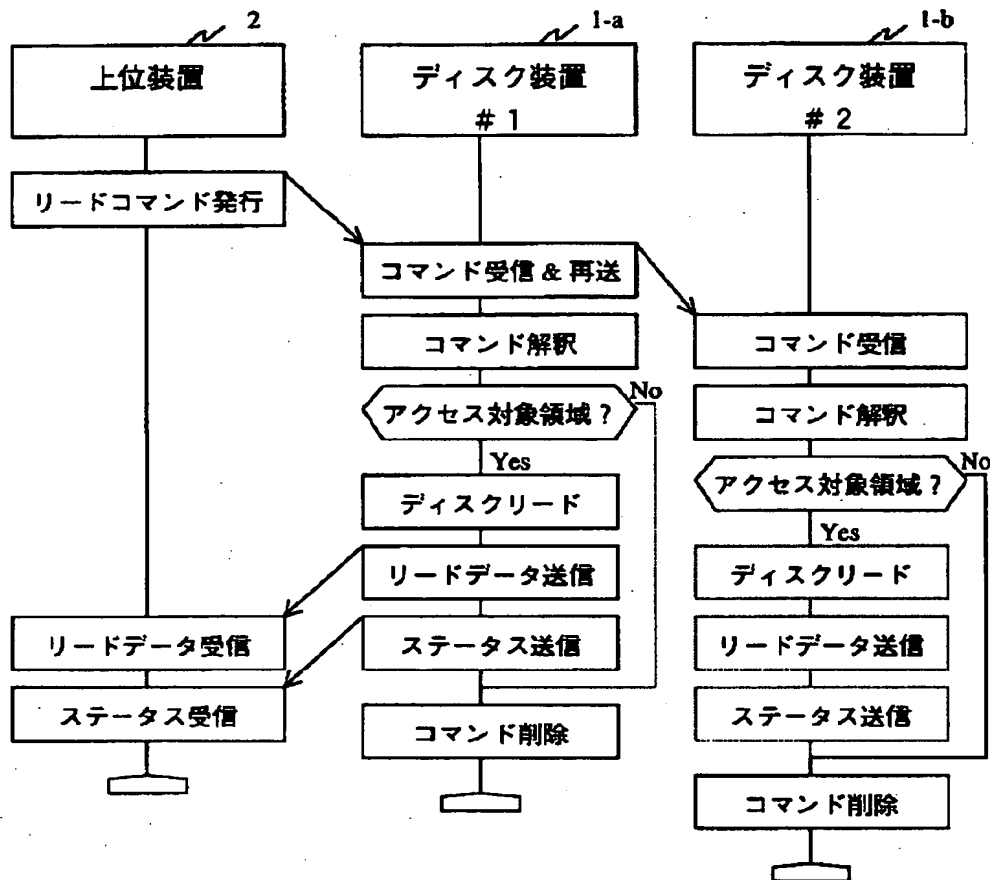 2
上位装置
リードコマンド発行
リードデータ受信
ステータス受信
1-a
ディスク装置
# 1
コマンド受信 & 再送
コマンド解釈
アクセス対象領域？
No
Yes
ディスクリード
リードデータ送信
ステータス送信
コマンド削除
1-b
ディスク装置
# 2
コマンド受信
コマンド解釈
アクセス対象領域？
No
Yes
ディスクリード
リードデータ送信
ステータス送信
コマンド削除